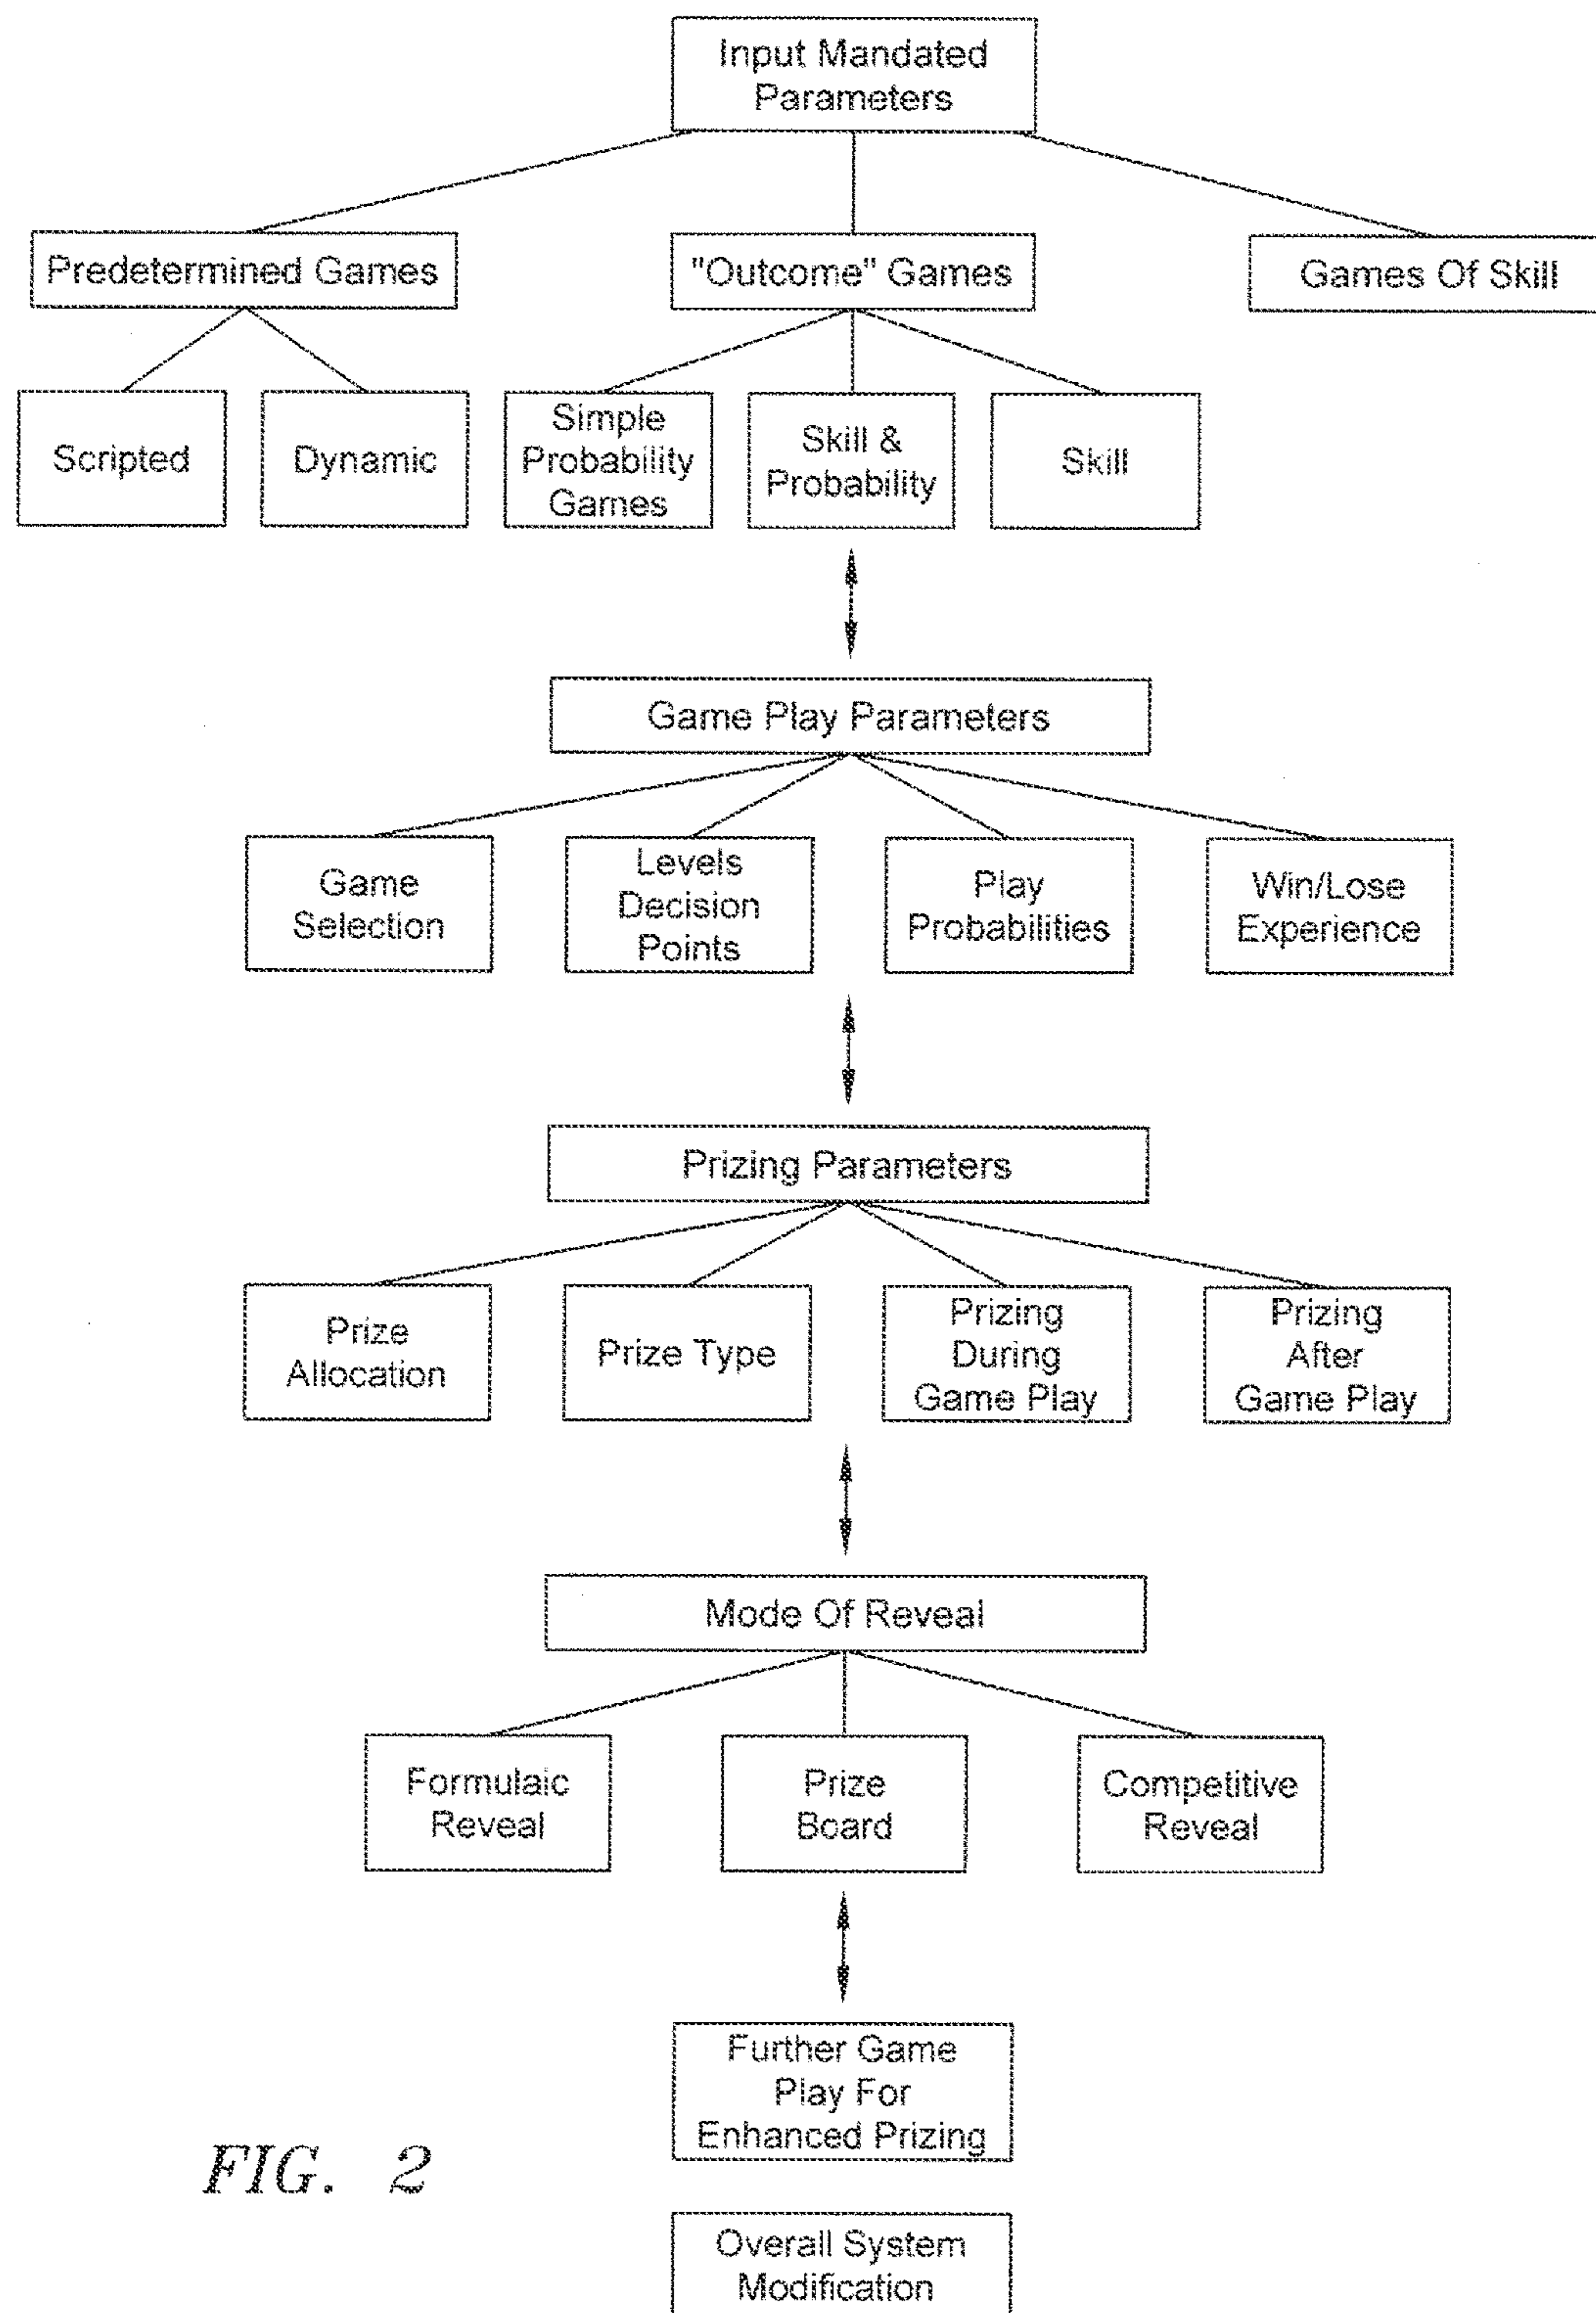 Input Mandated
Parameters
Predetermined Games
"Outcome" Games
Games Of Skill
Scripted
Dynamic
Simple
Probability
Games
Skill &
Probability
Skill
Game Play Parameters
Game
Selection
Levels
Decision
Points
Play
Probabilities
Win/Lose
Experience
Prizing Parameters
Prize
Allocation
Prize Type
Prizing
During
Game Play
Prizing
After
Game Play
Mode Of Reveal
Formulaic
Reveal
Prize
Board
Competitive
Reveal
Further Game
Play For
Enhanced Prizing
FIG. 2
Overall System
Modification